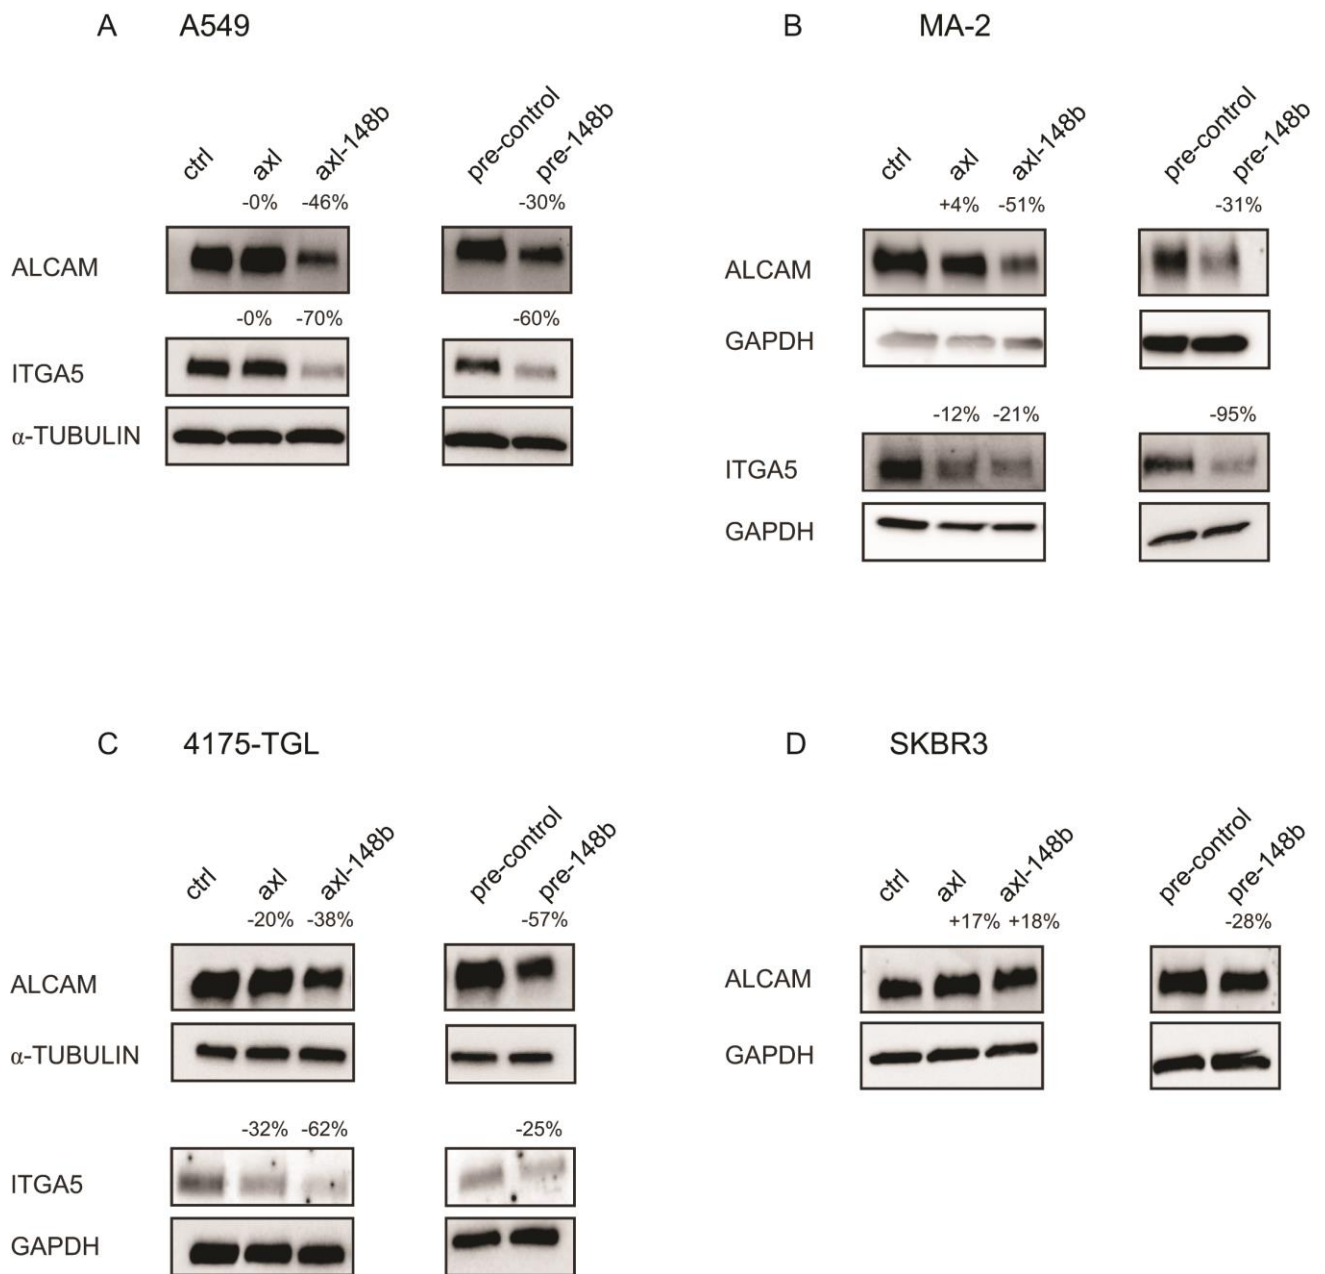 A A549
ctrl axl axl-148b pre-control pre-148b
-0% -46% -30%
ALCAM
-0% -70% -60%
ITGA5
α-TUBULIN
B MA-2
ctrl axl axl-148b pre-control pre-148b
+4% -51% -31%
ALCAM
GAPDH
-12% -21% -95%
ITGA5
GAPDH
C 4175-TGL
ctrl axl axl-148b pre-control pre-148b
-20% -38% -57%
ALCAM
α-TUBULIN
-32% -62% -25%
ITGA5
GAPDH
D SKBR3
ctrl axl axl-148b pre-control pre-148b
+17% +18% -28%
ALCAM
GAPDH